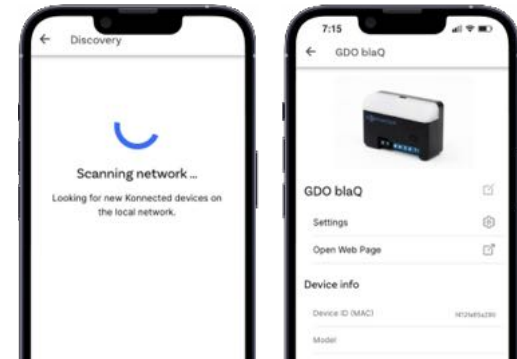 Discovery
Scanning network ...
Looking for new Konnected devices on
the local network.
7:15
GDO blaQ
GDO blaQ
Settings
Open Web Page
Device info
Device ID (MAC)
Model